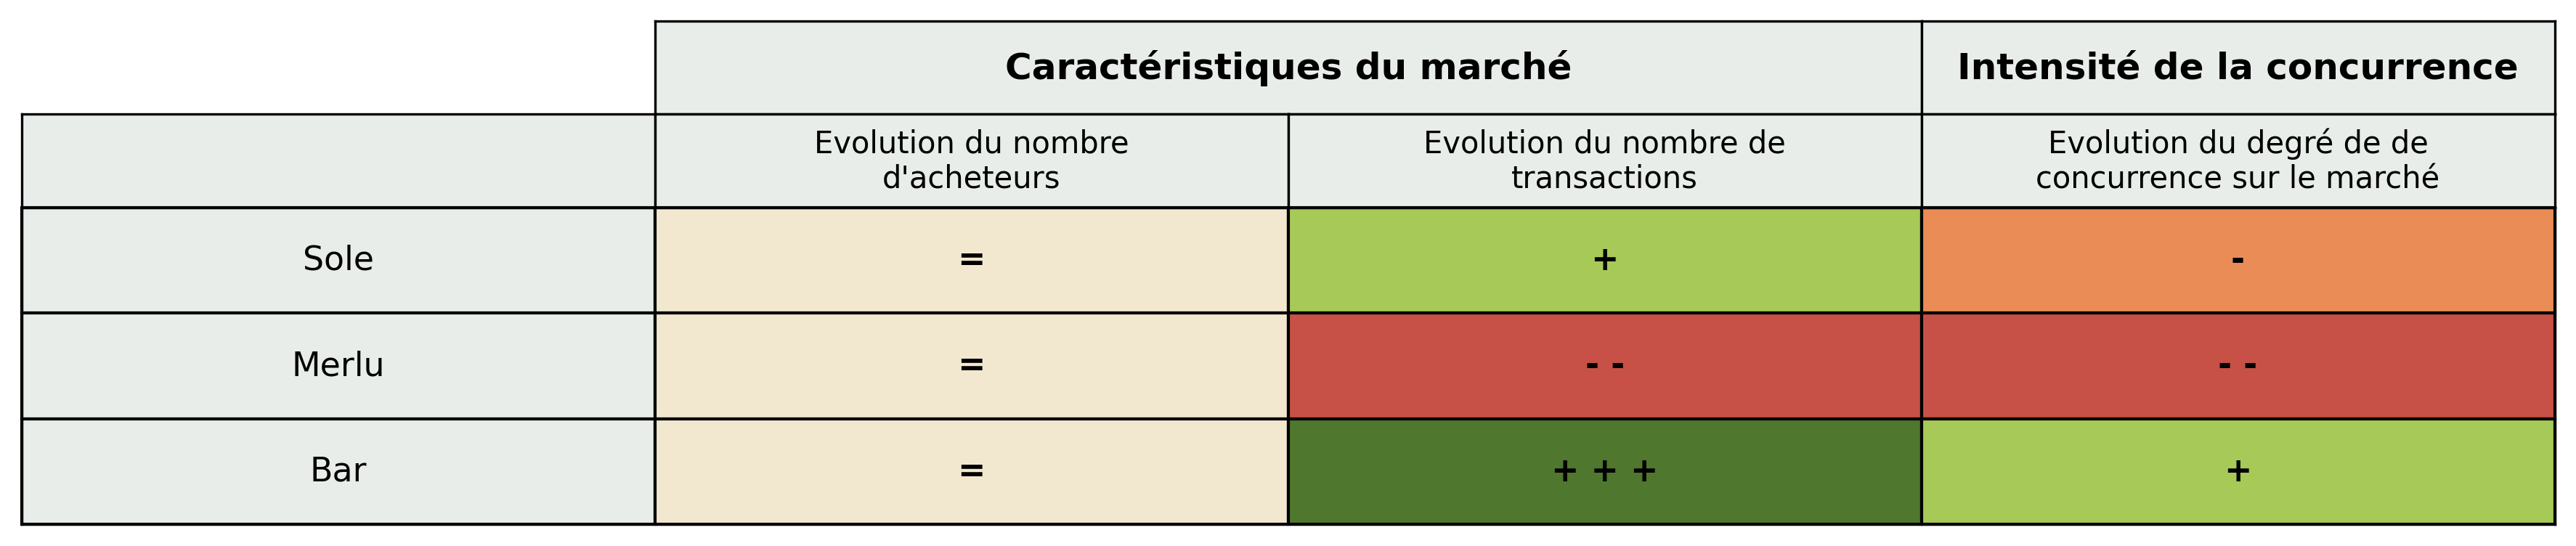 Caractéristiques du marché
Intensité de la concurrence
Evolution du nombre
d'acheteurs
Evolution du nombre de
transactions
Evolution du degré de de
concurrence sur le marché
Sole
=
+
-
Merlu
=
- -
- -
Bar
=
+ + +
+